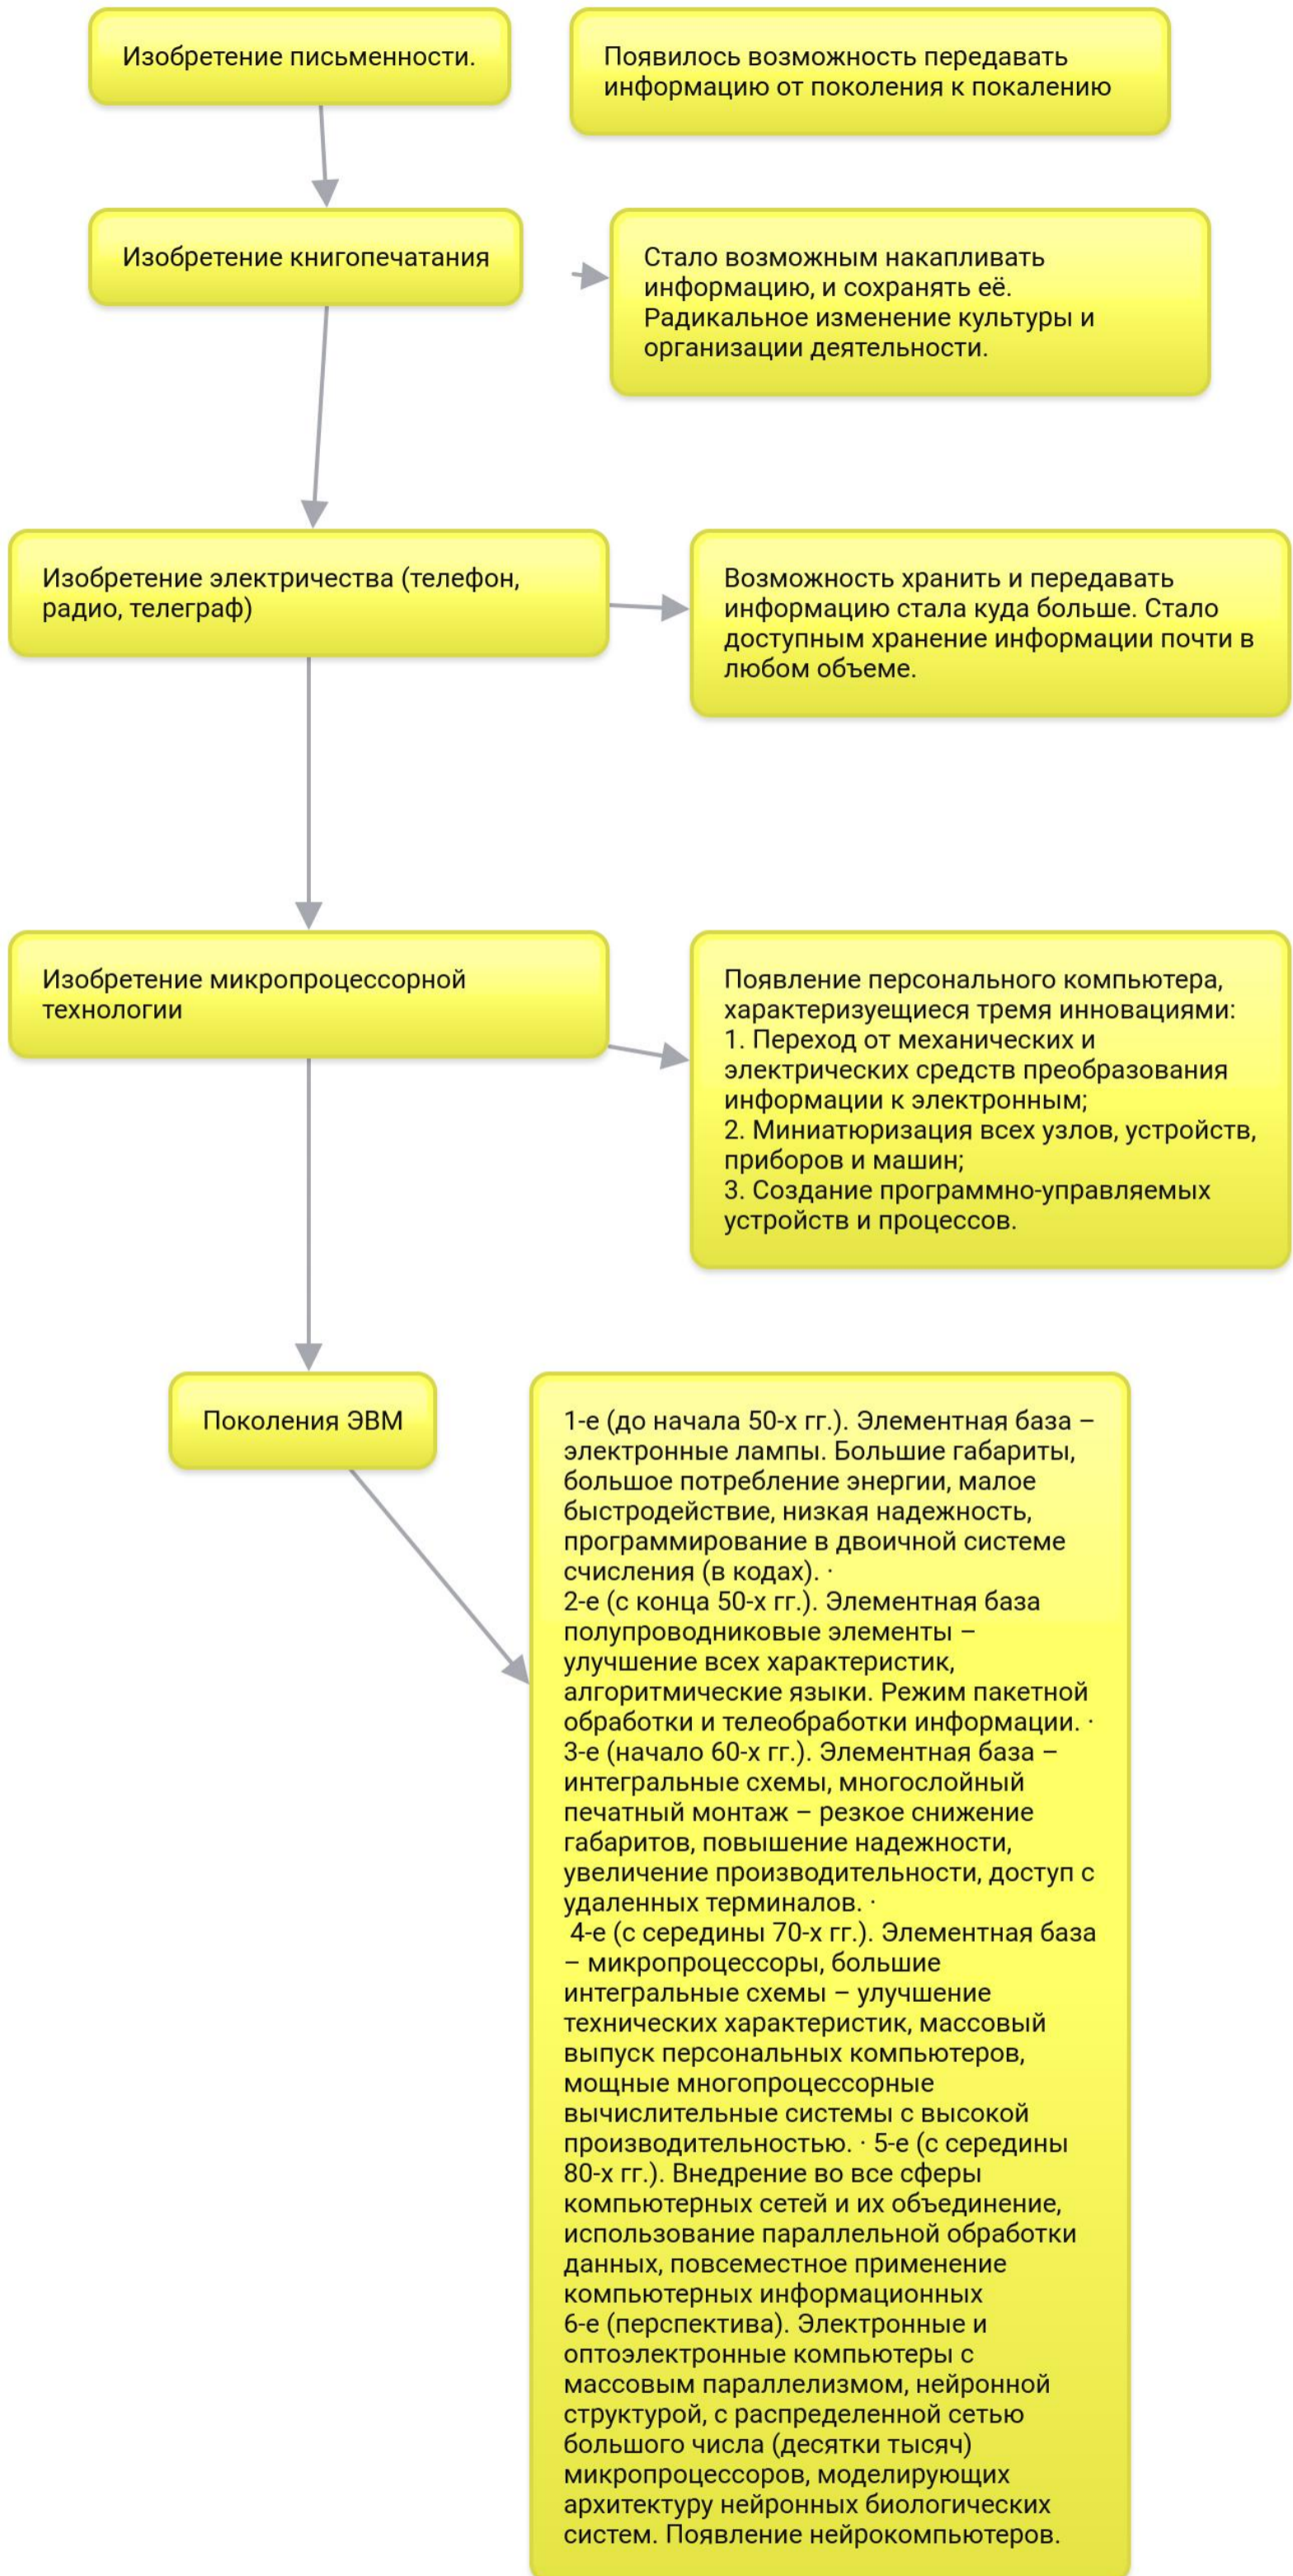 Изобретение письменности.
Появилось возможность передавать
информацию от поколения к покалению
Изобретение книгопечатания
Стало возможным накапливать
информацию, и сохранять её.
Радикальное изменение культуры и
организации деятельности.
Изобретение электричества (телефон,
радио, телеграф)
Возможность хранить и передавать
информацию стала куда больше. Стало
доступным хранение информации почти в
любом объеме.
Изобретение микропроцессорной
технологии
Появление персонального компьютера,
характеризуещиеся тремя инновациями:
1. Переход от механических и
электрических средств преобразования
информации к электронным;
2. Миниатюризация всех узлов, устройств,
приборов и машин;
3. Создание программно-управляемых
устройств и процессов.
Поколения ЭВМ
1-е (до начала 50-х гг.). Элементная база –
электронные лампы. Большие габариты,
большое потребление энергии, малое
быстродействие, низкая надежность,
программирование в двоичной системе
счисления (в кодах). ·
2-е (с конца 50-х гг.). Элементная база
полупроводниковые элементы –
улучшение всех характеристик,
алгоритмические языки. Режим пакетной
обработки и телеобработки информации. ·
3-е (начало 60-х гг.). Элементная база –
интегральные схемы, многослойный
печатный монтаж – резкое снижение
габаритов, повышение надежности,
увеличение производительности, доступ с
удаленных терминалов. ·
4-е (с середины 70-х гг.). Элементная база
– микропроцессоры, большие
интегральные схемы – улучшение
технических характеристик, массовый
выпуск персональных компьютеров,
мощные многопроцессорные
вычислительные системы с высокой
производительностью. · 5-е (с середины
80-х гг.). Внедрение во все сферы
компьютерных сетей и их объединение,
использование параллельной обработки
данных, повсеместное применение
компьютерных информационных
6-е (перспектива). Электронные и
оптоэлектронные компьютеры с
массовым параллелизмом, нейронной
структурой, с распределенной сетью
большого числа (десятки тысяч)
микропроцессоров, моделирующих
архитектуру нейронных биологических
систем. Появление нейрокомпьютеров.